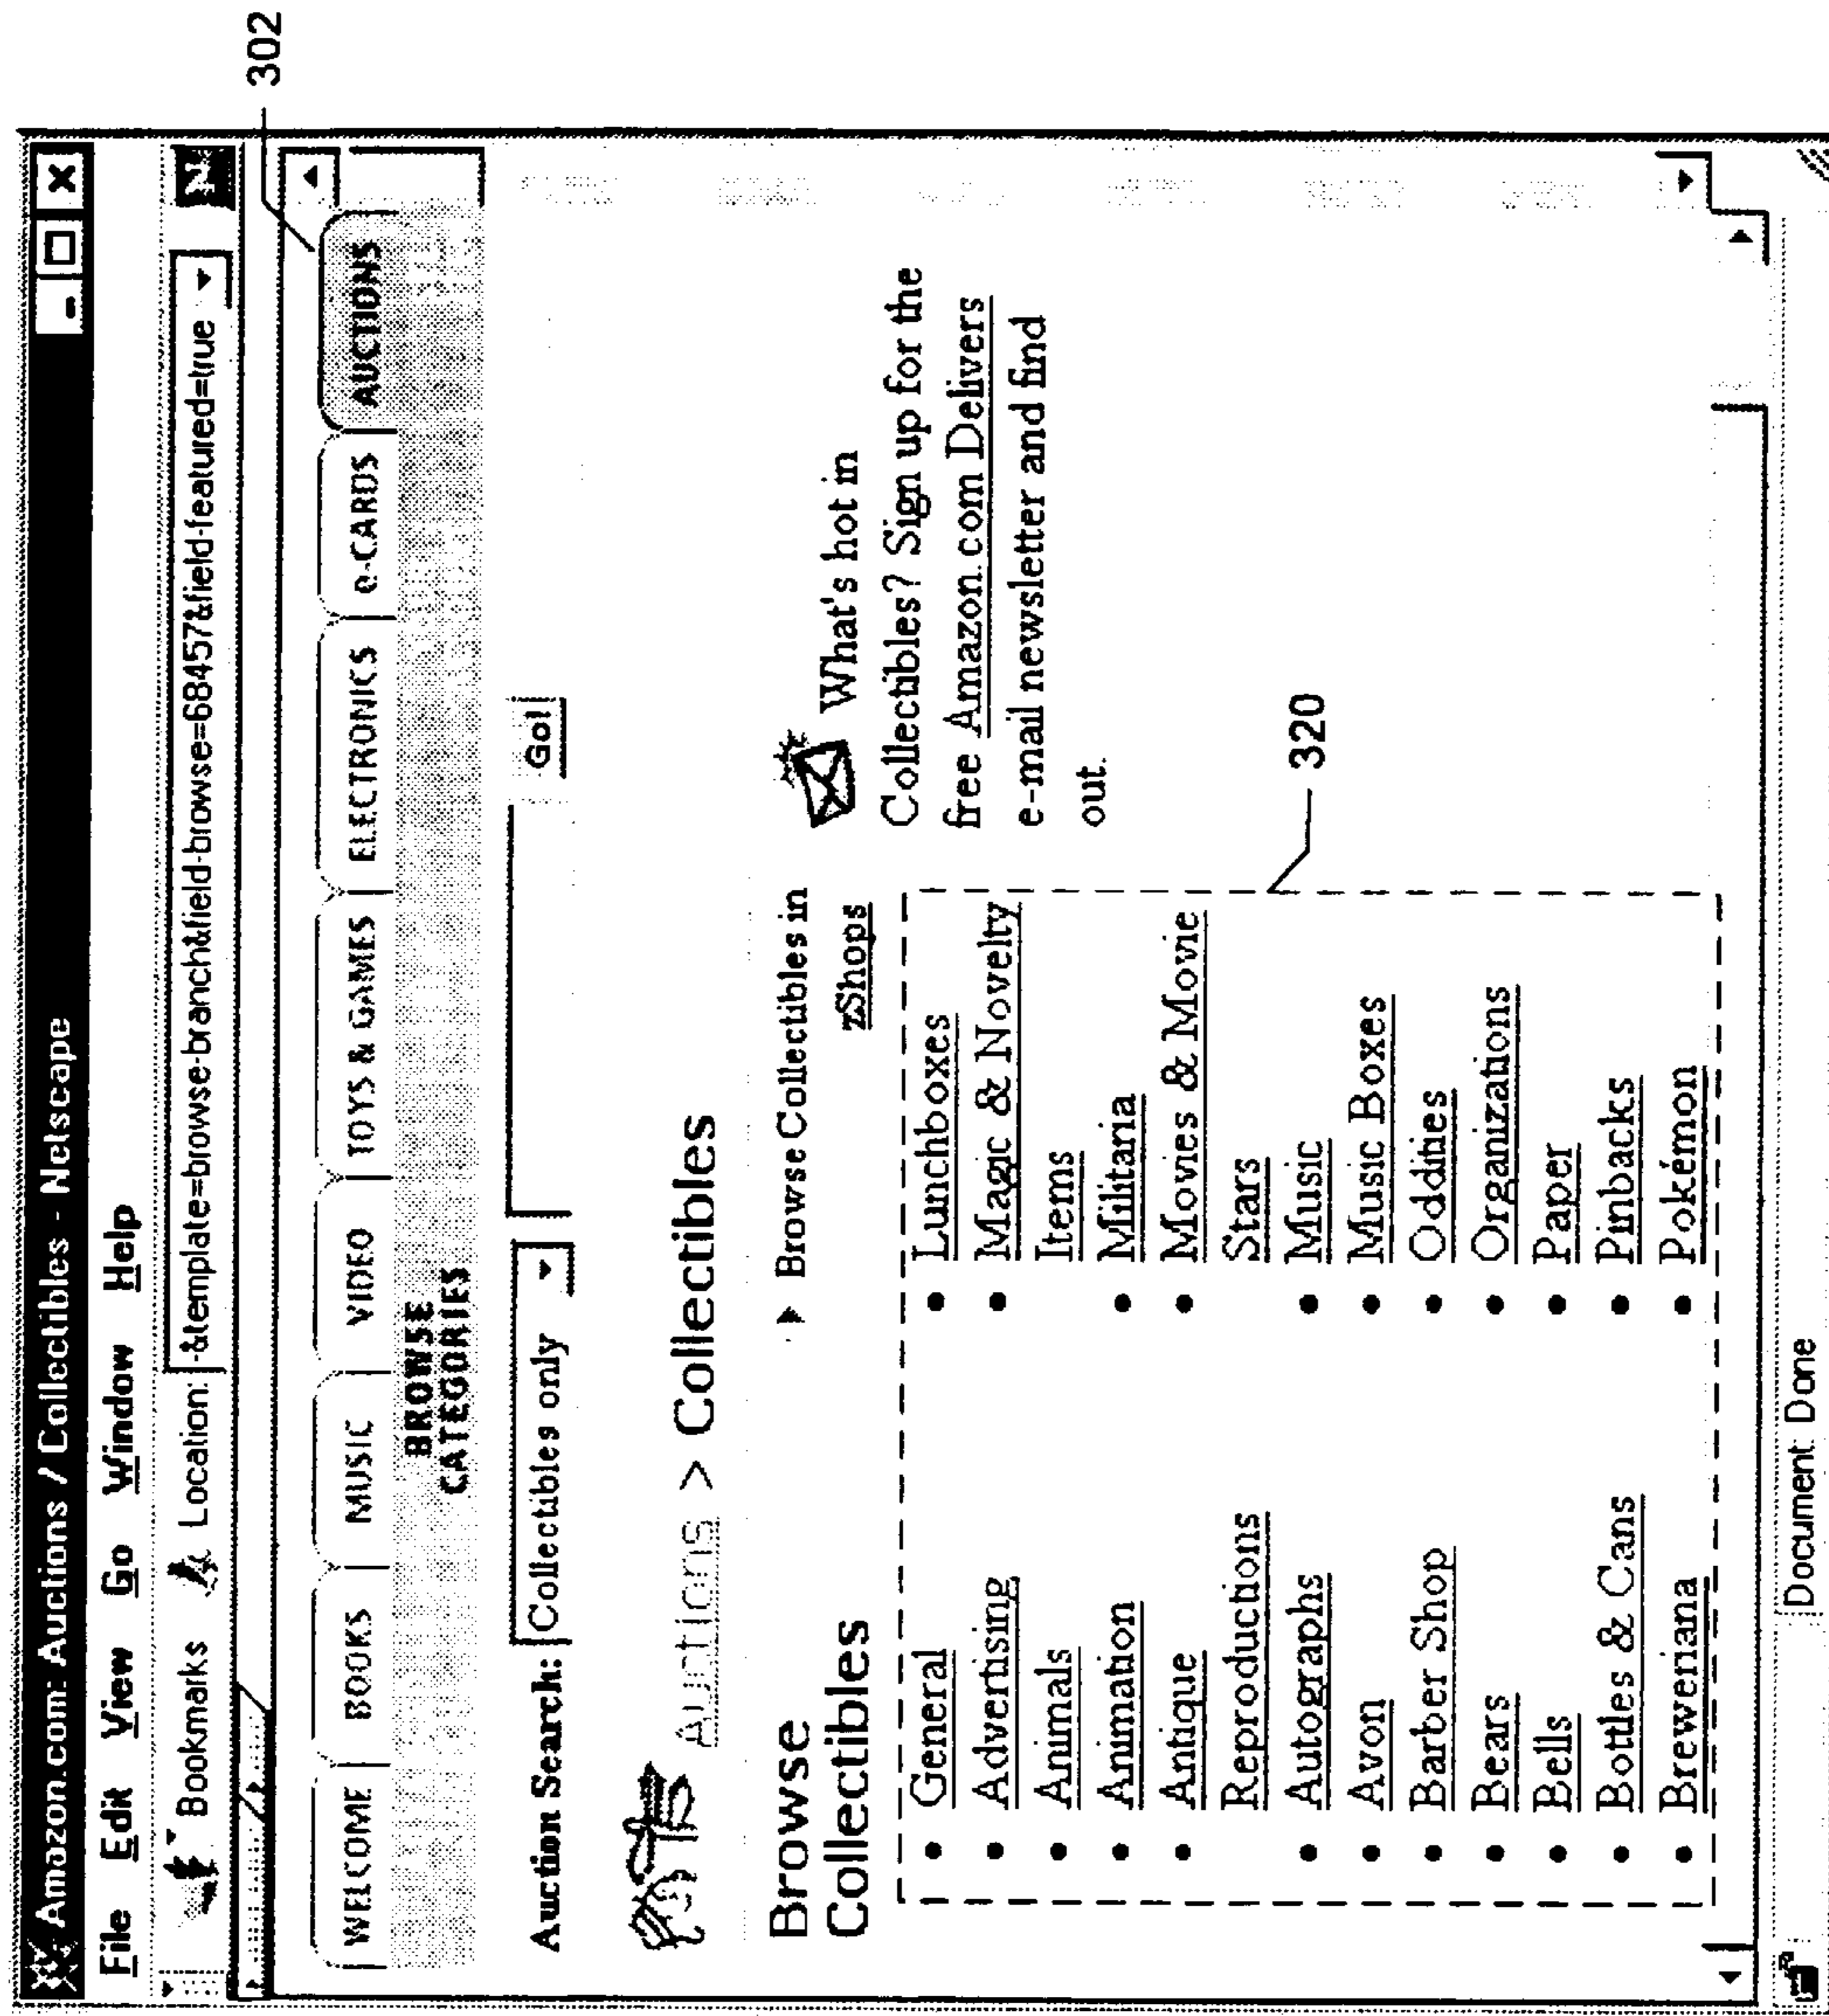 Amazon.com: Auctions / Collectibles - Netscape
File Edit View Go Window Help
Bookmarks Location: -&template=browse-branch&field-browse=68457&field-featured=true N
302
WELCOME BOOKS MUSIC VIDEO TOYS & GAMES ELECTRONICS e-CARDS AUCTIONS
BROWSE
CATEGORIES
Auction Search: Collectibles only Go!
Auctions > Collectibles
Browse
Collectibles
Browse Collectibles in
zShops
What's hot in
Collectibles? Sign up for the
free Amazon.com Delivers
e-mail newsletter and find
out.
320
• General
• Advertising
• Animals
• Animation
• Antique
Reproductions
• Autographs
• Avon
• Barber Shop
• Bears
• Bells
• Bottles & Cans
• Breweriana
• Lunchboxes
• Magic & Novelty
Items
• Militaria
• Movies & Movie
Stars
• Music
• Music Boxes
• Oddities
• Organizations
• Paper
• Pinbacks
• Pokémon
Document: Done